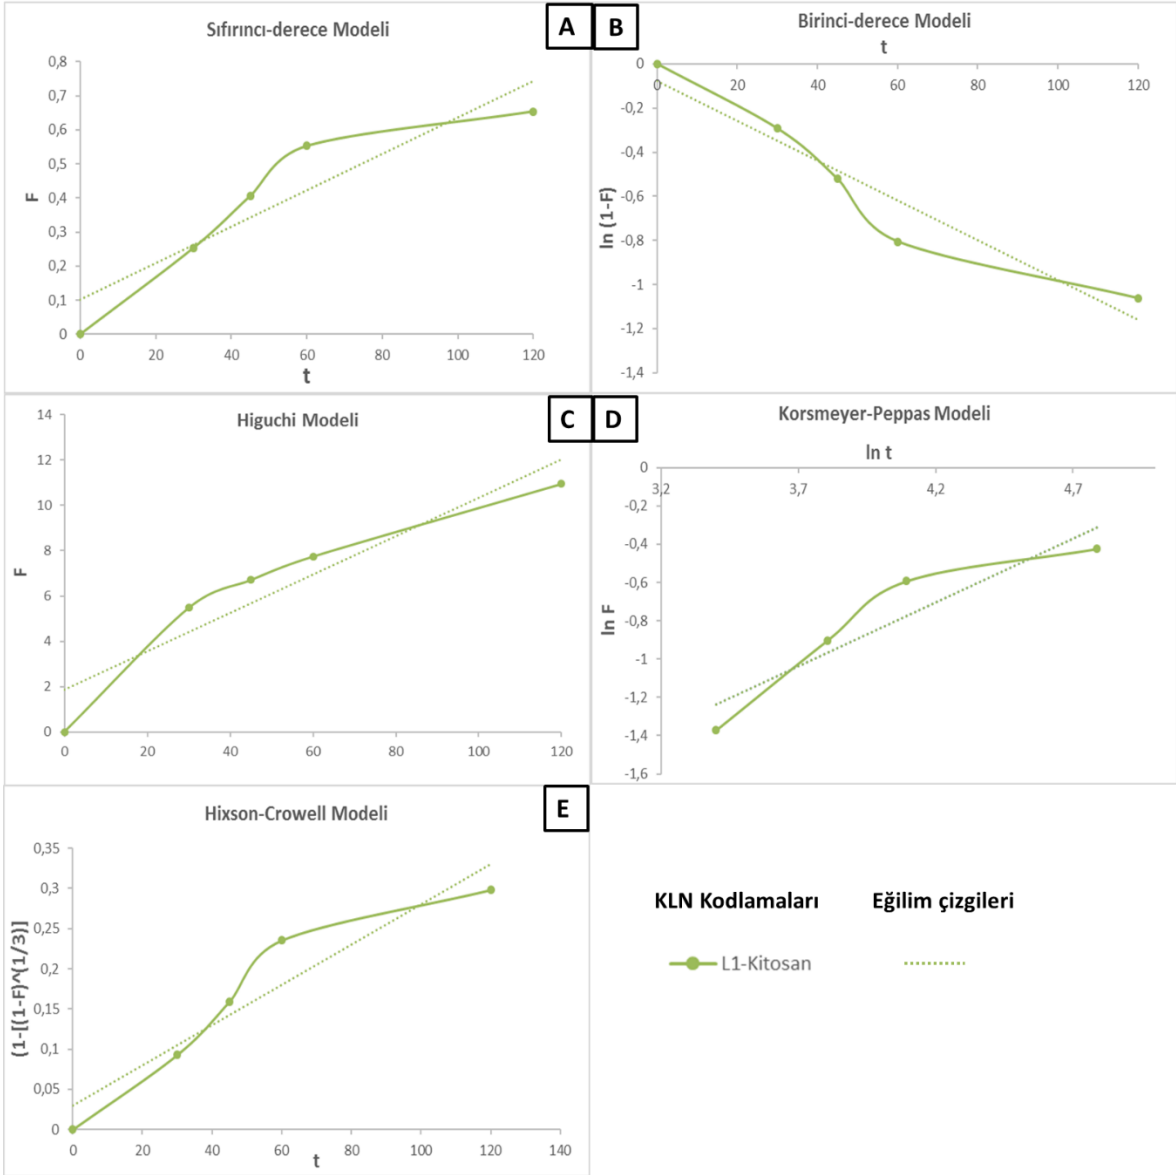 Sıfırıncı-derece Modeli
A
0,8
0,7
0,6
0,5
0,4
0,3
0,2
0,1
0
F
0 20 40 60 80 100 120
t
B
Birinci-derece Modeli
t
0 20 40 60 80 100 120
0
-0,2
-0,4
-0,6
-0,8
-1
-1,2
-1,4
ln (1-F)
Higuchi Modeli
C
14
12
10
8
6
4
2
0
F
0 20 40 60 80 100 120
D
Korsmeyer-Peppas Modeli
ln t
3,2 3,7 4,2 4,7
0
-0,2
-0,4
-0,6
-0,8
-1
-1,2
-1,4
-1,6
ln F
Hixson-Crowell Modeli
E
0,35
0,3
0,25
0,2
0,15
0,1
0,05
0
(1-[(1-F)^(1/3)]
0 20 40 60 80 100 120 140
t
KLN Kodlamaları Eğilim çizgileri
L1-Kitosan